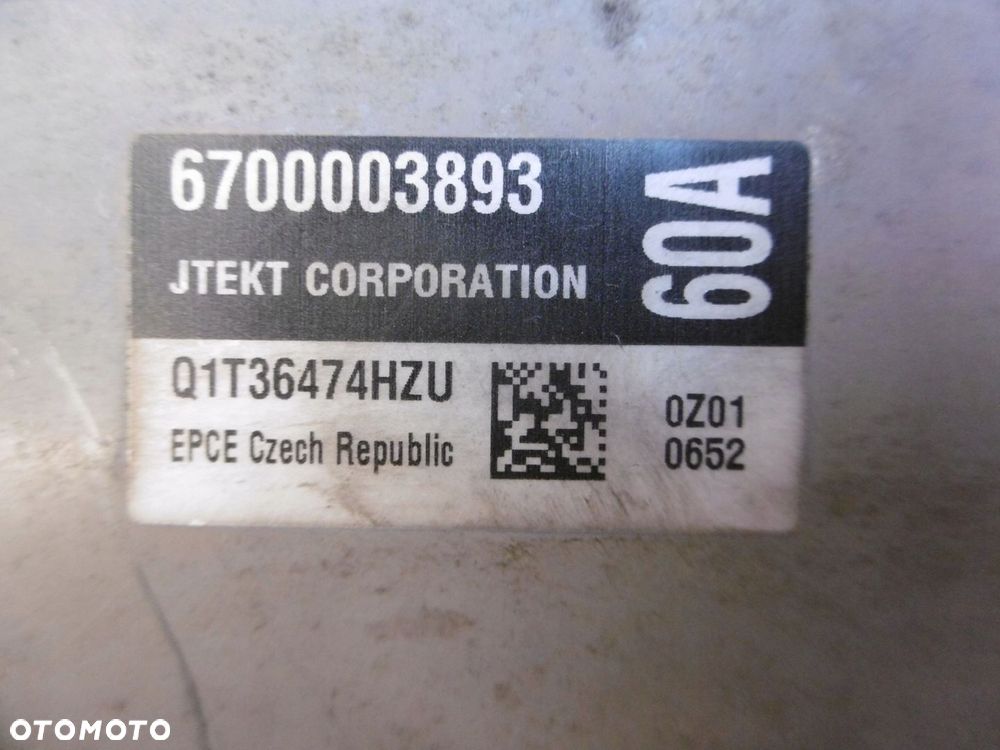 6700003893
60A
JTEKT CORPORATION
Q1T36474HZU
0Z01
EPCE Czech Republic
0652
OTOMOTO